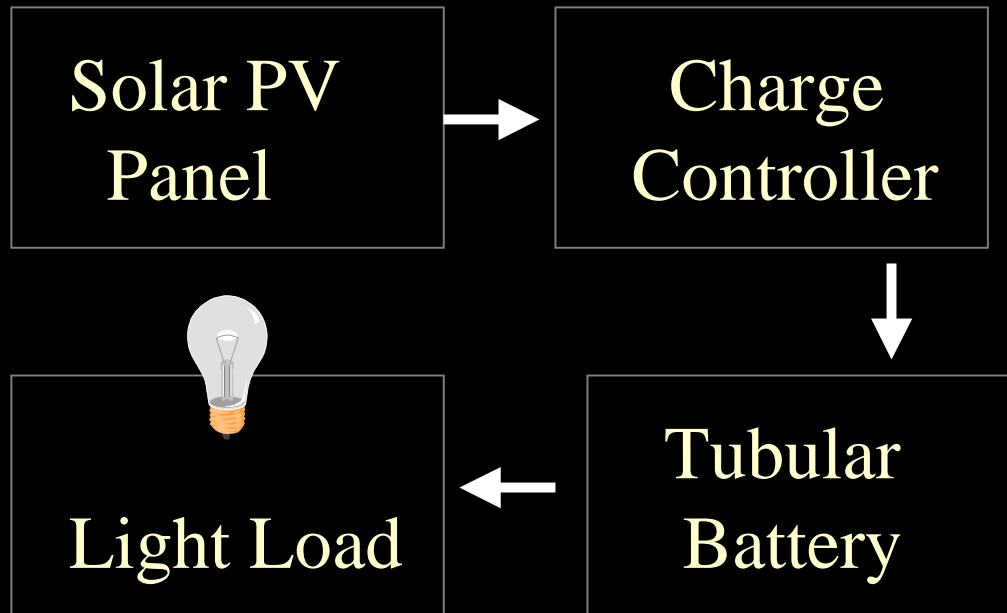 Solar PV
Panel
Charge
Controller
Light Load
Tubular
Battery